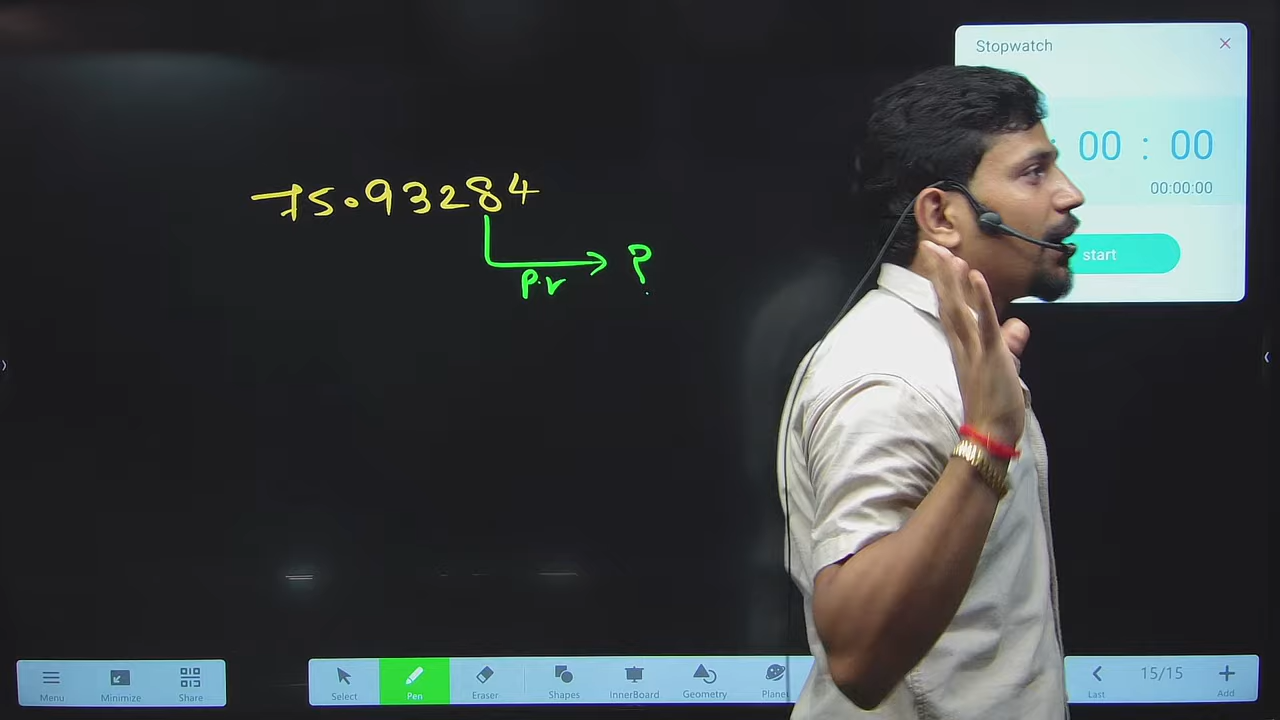 Stopwatch
75.93284
: 00 : 00
00:00:00
P.V ?
start
Menu Minimize Share Select Pen Eraser Shapes InnerBoard Geometry 15/15 Last Add